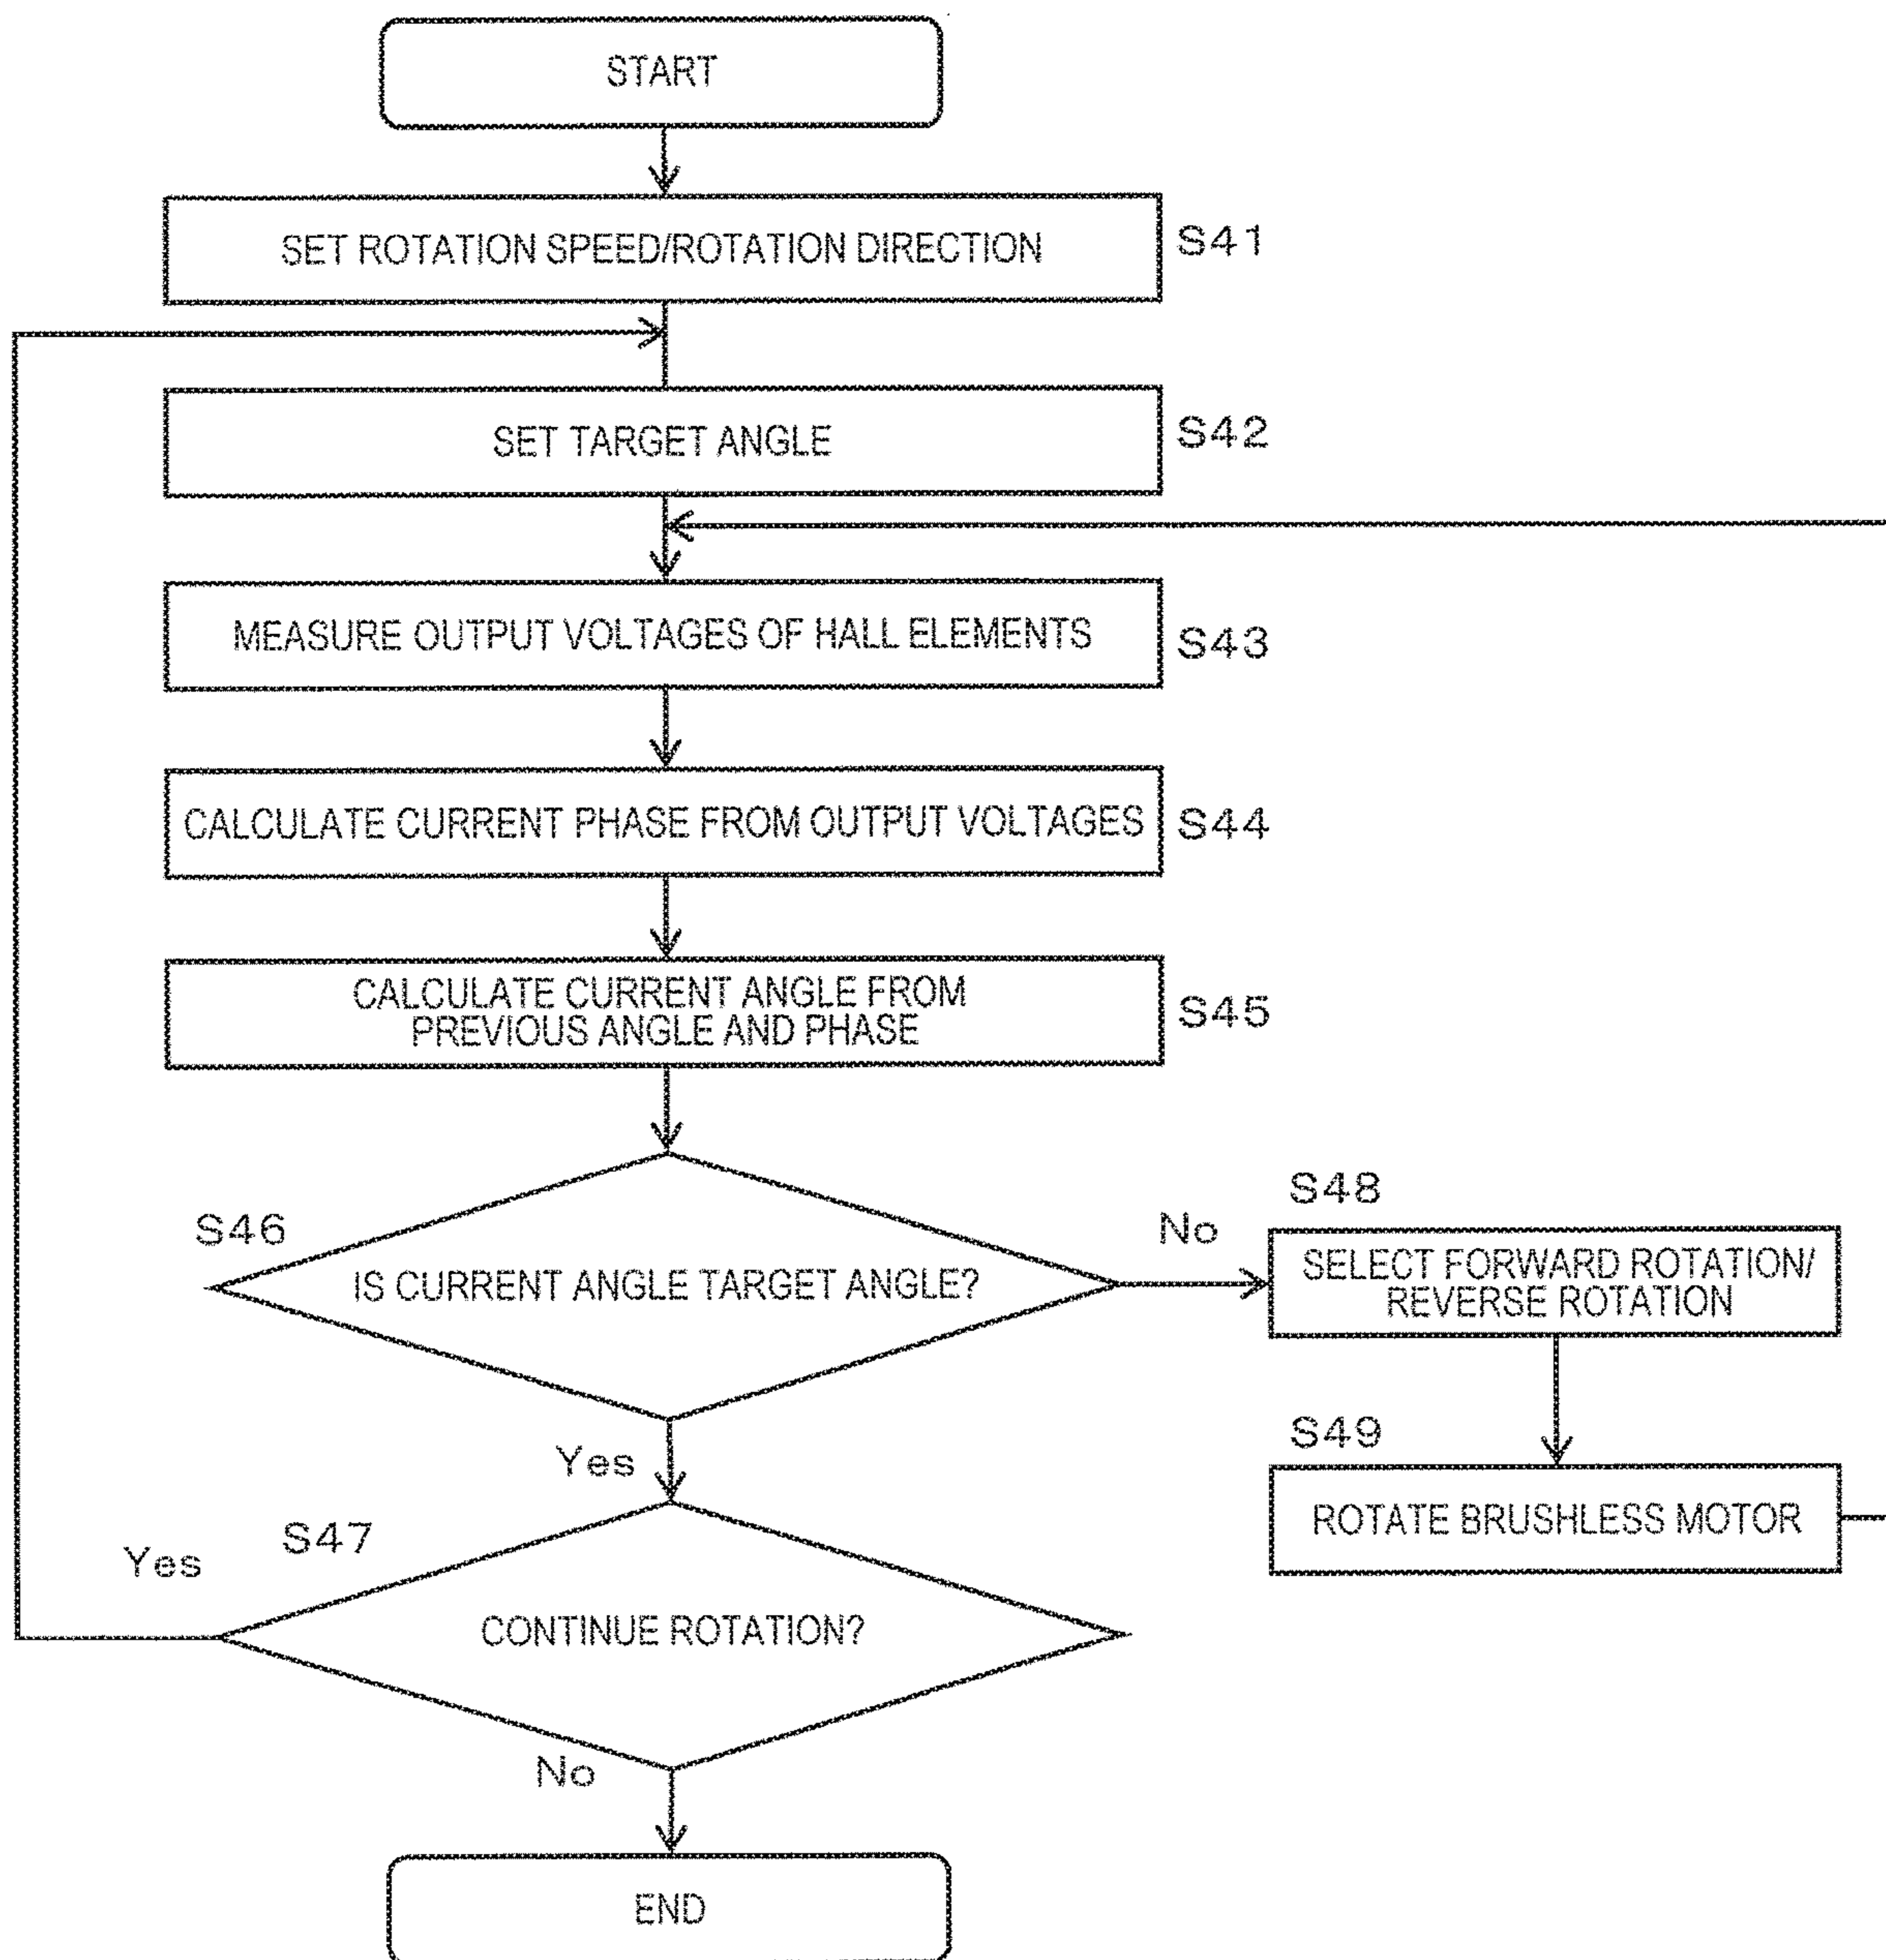 START
SET ROTATION SPEED/ROTATION DIRECTION
S41
SET TARGET ANGLE
S42
MEASURE OUTPUT VOLTAGES OF HALL ELEMENTS
S43
CALCULATE CURRENT PHASE FROM OUTPUT VOLTAGES
S44
CALCULATE CURRENT ANGLE FROM
PREVIOUS ANGLE AND PHASE
S45
S46
IS CURRENT ANGLE TARGET ANGLE?
No
S48
SELECT FORWARD ROTATION/
REVERSE ROTATION
S49
ROTATE BRUSHLESS MOTOR
Yes
S47
Yes
CONTINUE ROTATION?
No
END